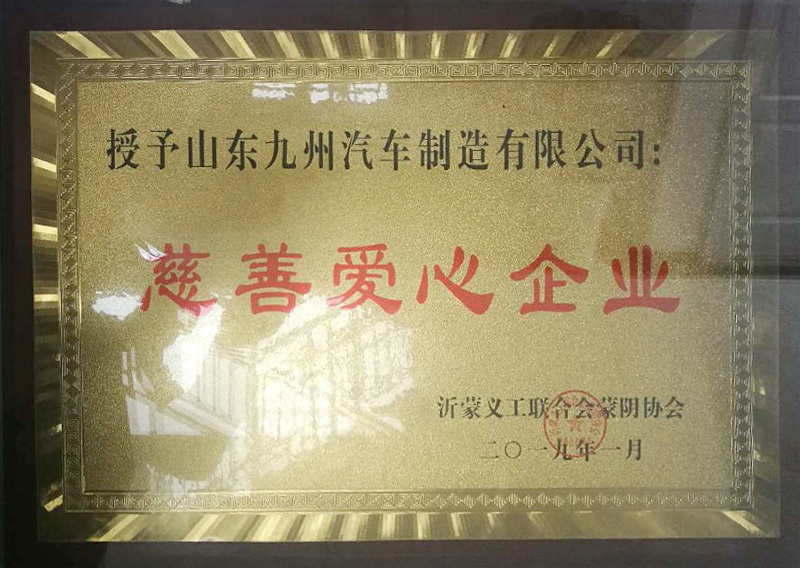 授予山东九州汽车制造有限公司:
慈善爱心企业
沂蒙义工联合会蒙阴协会
二〇一九年一月